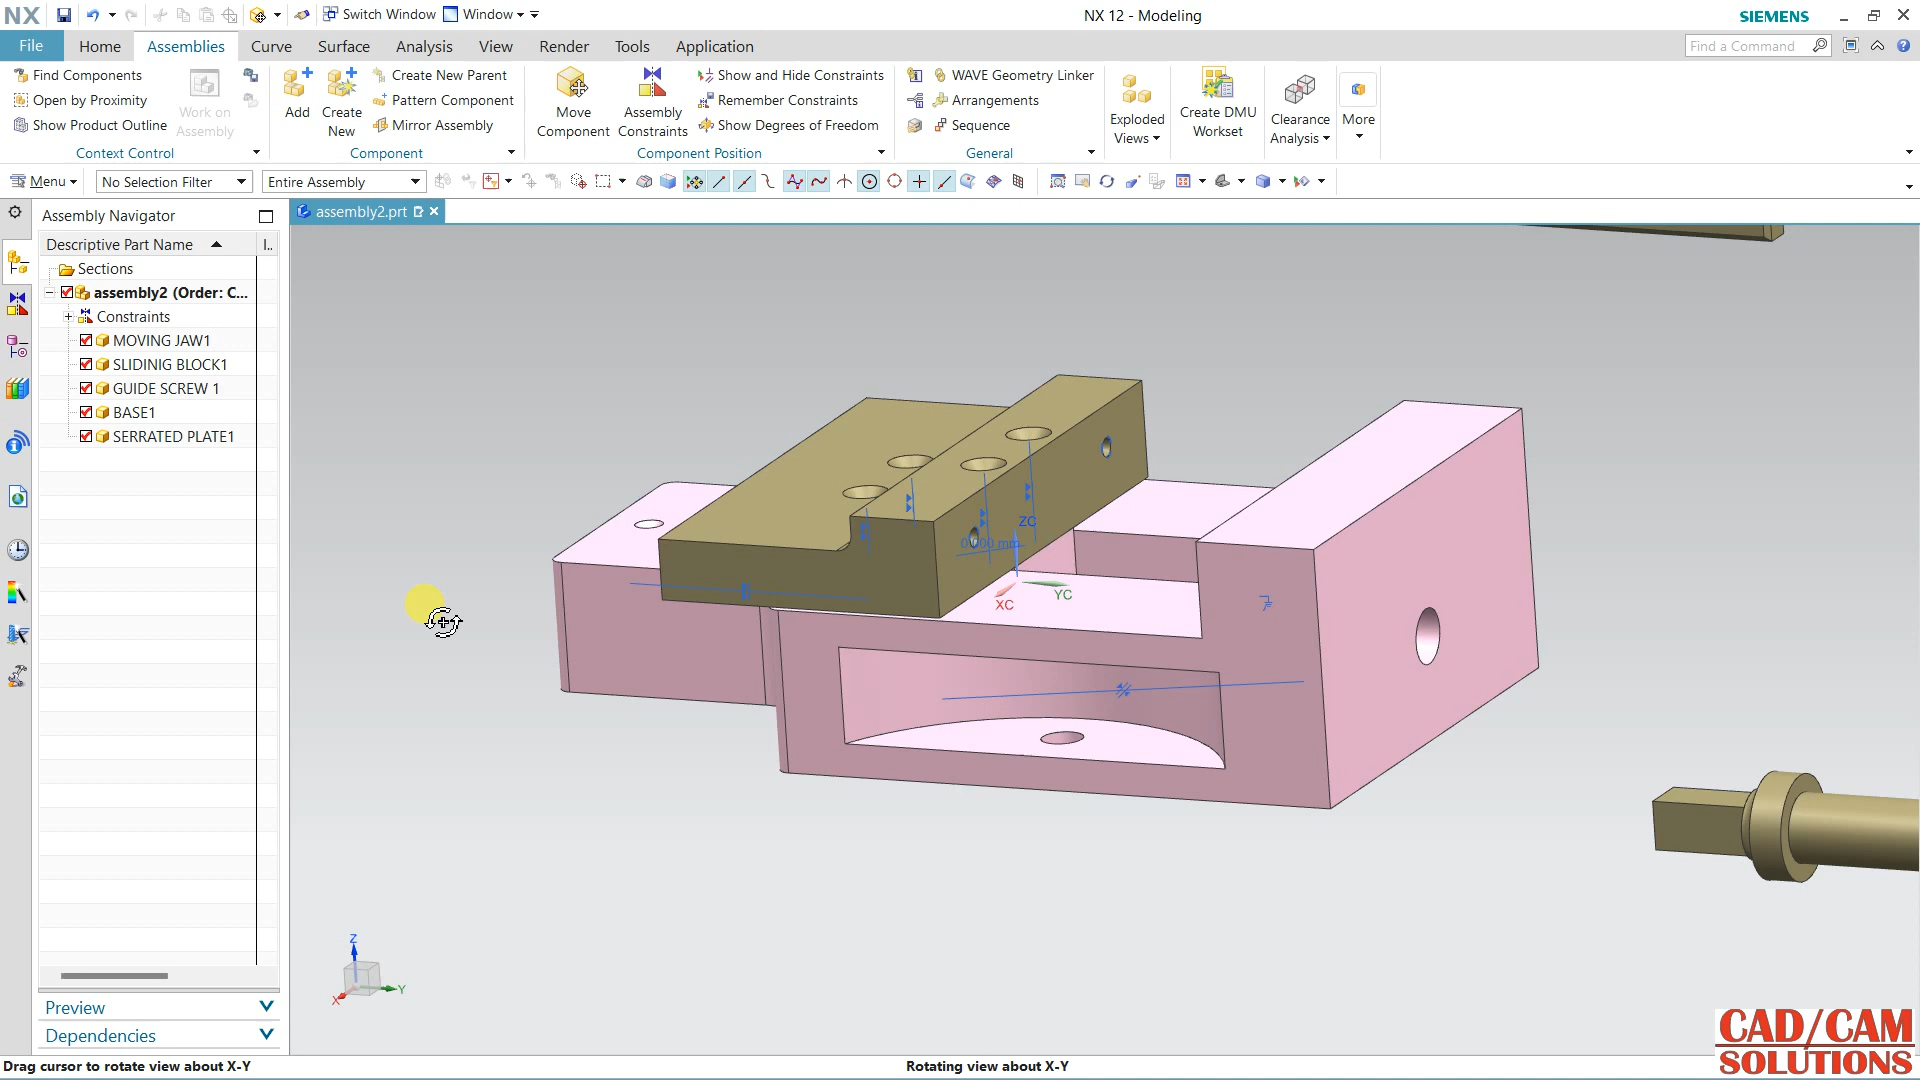 NX
Switch Window
Window
NX 12 - Modeling
SIEMENS
File
Home
Assemblies
Curve
Surface
Analysis
View
Render
Tools
Application
Find a Command
Find Components
Open by Proximity
Show Product Outline
Work on
Assembly
Context Control
Add
Create
New
Create New Parent
Pattern Component
Mirror Assembly
Component
Move
Component
Assembly
Constraints
Show and Hide Constraints
Remember Constraints
Show Degrees of Freedom
Component Position
WAVE Geometry Linker
Arrangements
Sequence
General
Exploded
Views
Create DMU
Workset
Clearance
Analysis
More
Menu
No Selection Filter
Entire Assembly
Assembly Navigator
assembly2.prt
Descriptive Part Name
I..
Sections
assembly2 (Order: C...
Constraints
MOVING JAW1
SLIDINIG BLOCK1
GUIDE SCREW 1
BASE1
SERRATED PLATE1
ZC
0.000 mm
XC
YC
Z
X
Y
Preview
Dependencies
CAD/CAM
SOLUTIONS
Drag cursor to rotate view about X-Y
Rotating view about X-Y